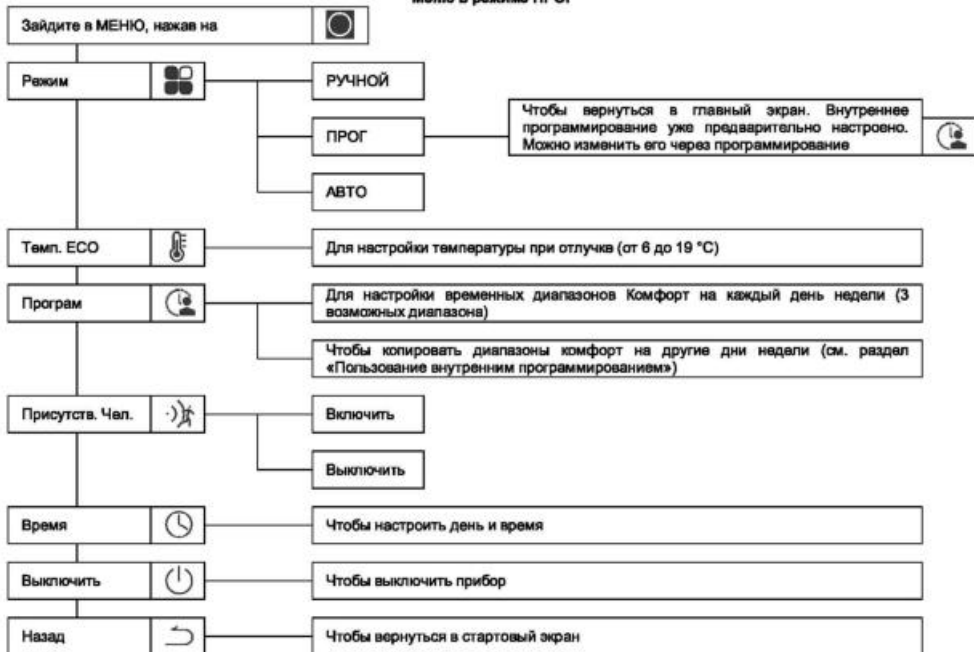 Меню в режиме ПРОГ
Зайдите в МЕНЮ, нажав на
Режим
РУЧНОЙ
ПРОГ
Чтобы вернуться в главный экран. Внутреннее
программирование уже предварительно настроено.
Можно изменить его через программирование
АВТО
Темп. ECO
Для настройки температуры при отлучке (от 6 до 19 °C)
Програм
Для настройки временных диапазонов Комфорт на каждый день недели (3
возможных диапазона)
Чтобы копировать диапазоны комфорт на другие дни недели (см. раздел
«Пользование внутренним программированием»)
Присутств. Чел.
Включить
Выключить
Время
Чтобы настроить день и время
Выключить
Чтобы выключить прибор
Назад
Чтобы вернуться в стартовый экран